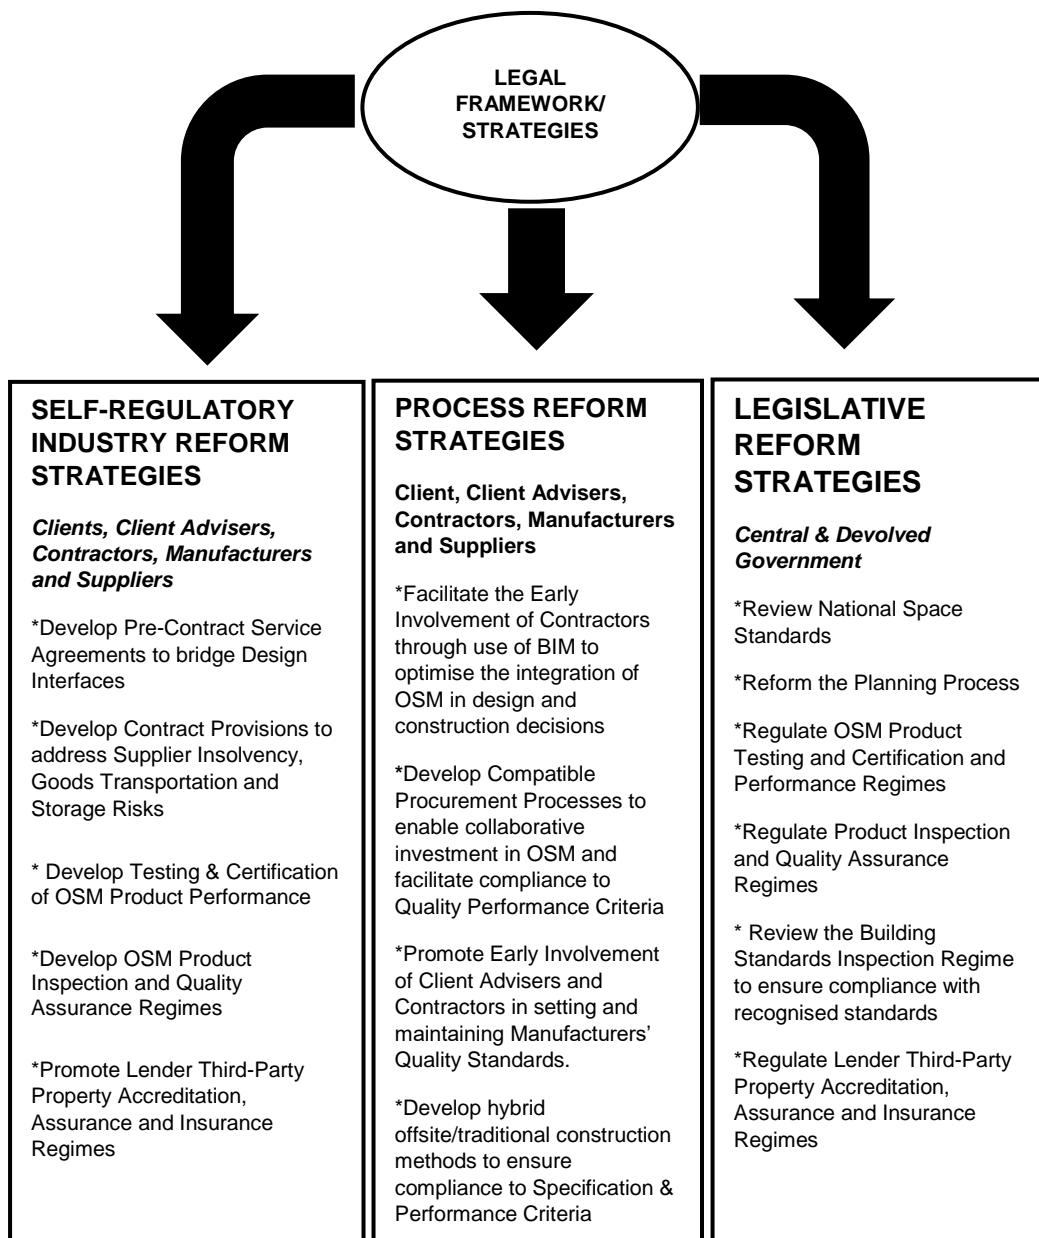 LEGAL
FRAMEWORK/
STRATEGIES
SELF-REGULATORY
INDUSTRY REFORM
STRATEGIES
Clients, Client Advisers,
Contractors, Manufacturers
and Suppliers
*Develop Pre-Contract Service
Agreements to bridge Design
Interfaces
*Develop Contract Provisions to
address Supplier Insolvency,
Goods Transportation and
Storage Risks
* Develop Testing & Certification
of OSM Product Performance
*Develop OSM Product
Inspection and Quality
Assurance Regimes
*Promote Lender Third-Party
Property Accreditation,
Assurance and Insurance
Regimes
PROCESS REFORM
STRATEGIES
Client, Client Advisers,
Contractors, Manufacturers
and Suppliers
*Facilitate the Early
Involvement of Contractors
through use of BIM to
optimise the integration of
OSM in design and
construction decisions
*Develop Compatible
Procurement Processes to
enable collaborative
investment in OSM and
facilitate compliance to
Quality Performance Criteria
*Promote Early Involvement
of Client Advisers and
Contractors in setting and
maintaining Manufacturers’
Quality Standards.
*Develop hybrid
offsite/traditional construction
methods to ensure
compliance to Specification &
Performance Criteria
LEGISLATIVE
REFORM
STRATEGIES
Central & Devolved
Government
*Review National Space
Standards
*Reform the Planning Process
*Regulate OSM Product
Testing and Certification and
Performance Regimes
*Regulate Product Inspection
and Quality Assurance
Regimes
* Review the Building
Standards Inspection Regime
to ensure compliance with
recognised standards
*Regulate Lender Third-Party
Property Accreditation,
Assurance and Insurance
Regimes